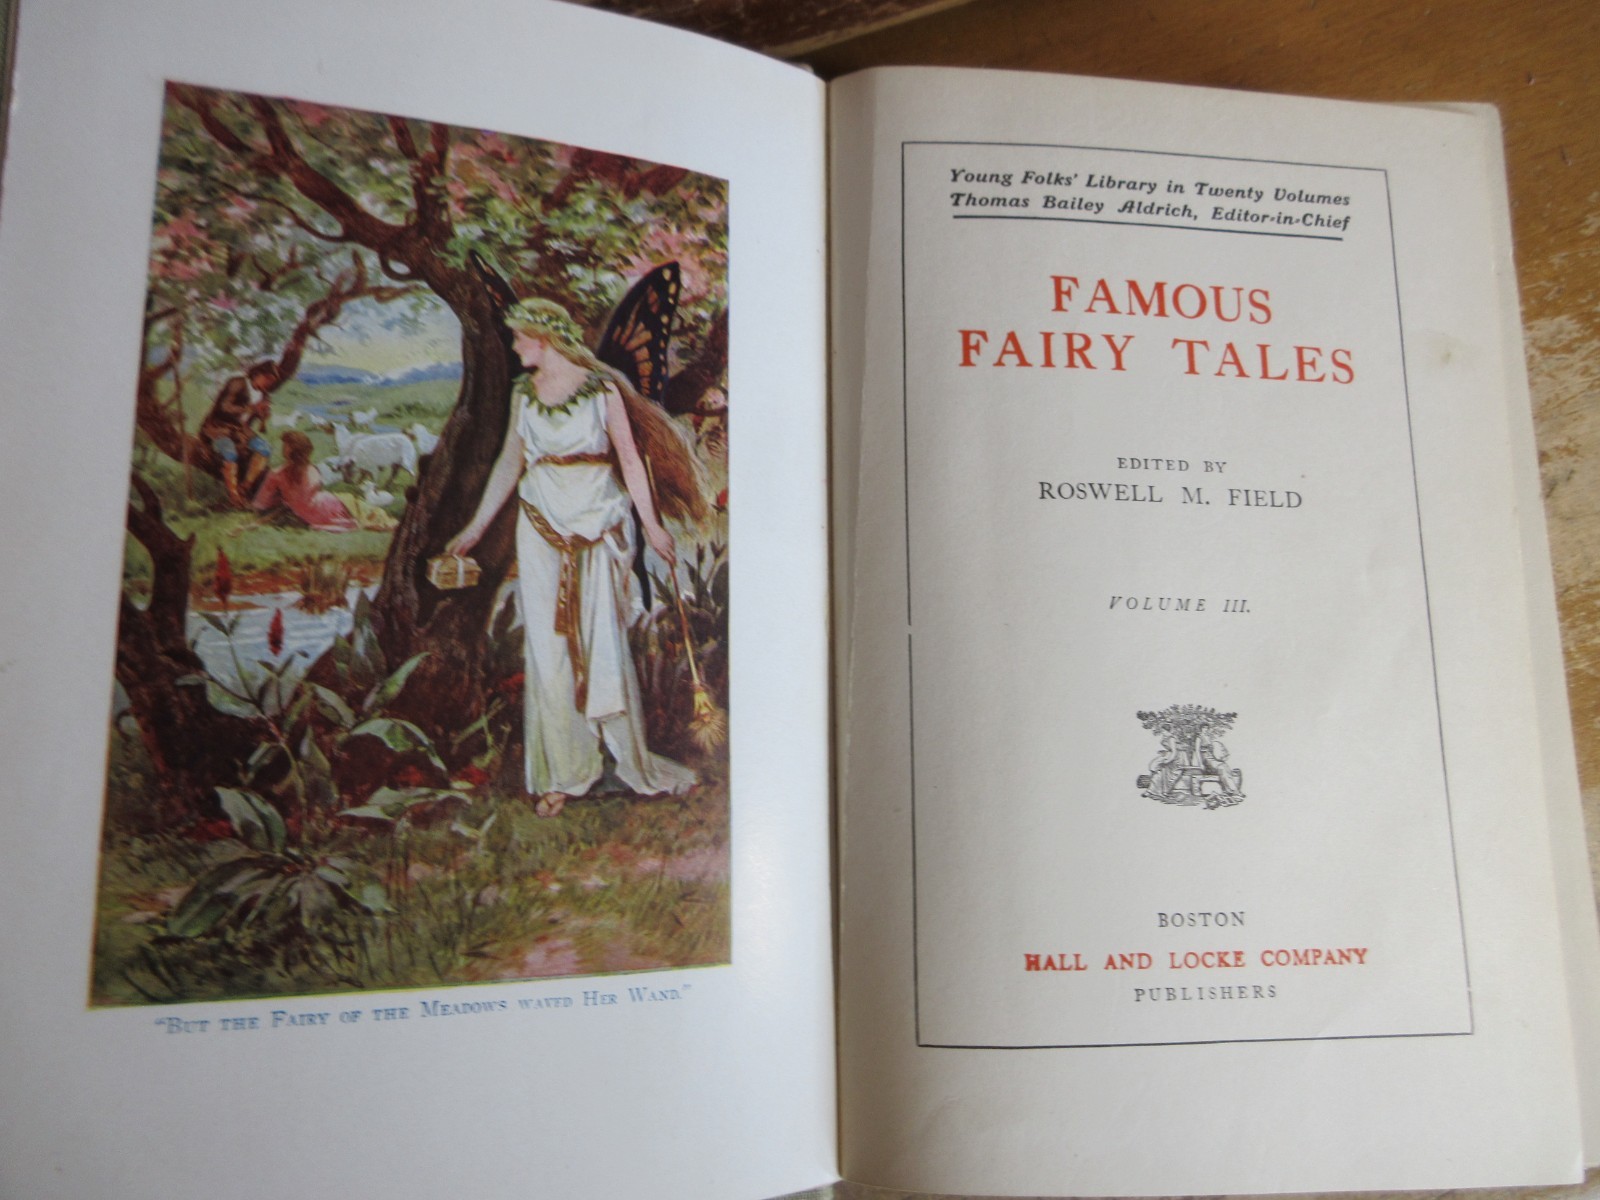 "But the Fairy of the Meadows waved Her Wand."
Young Folks' Library in Twenty Volumes
Thomas Bailey Aldrich, Editor-in-Chief
FAMOUS
FAIRY TALES
EDITED BY
ROSWELL M. FIELD
VOLUME III.
BOSTON
HALL AND LOCKE COMPANY
PUBLISHERS